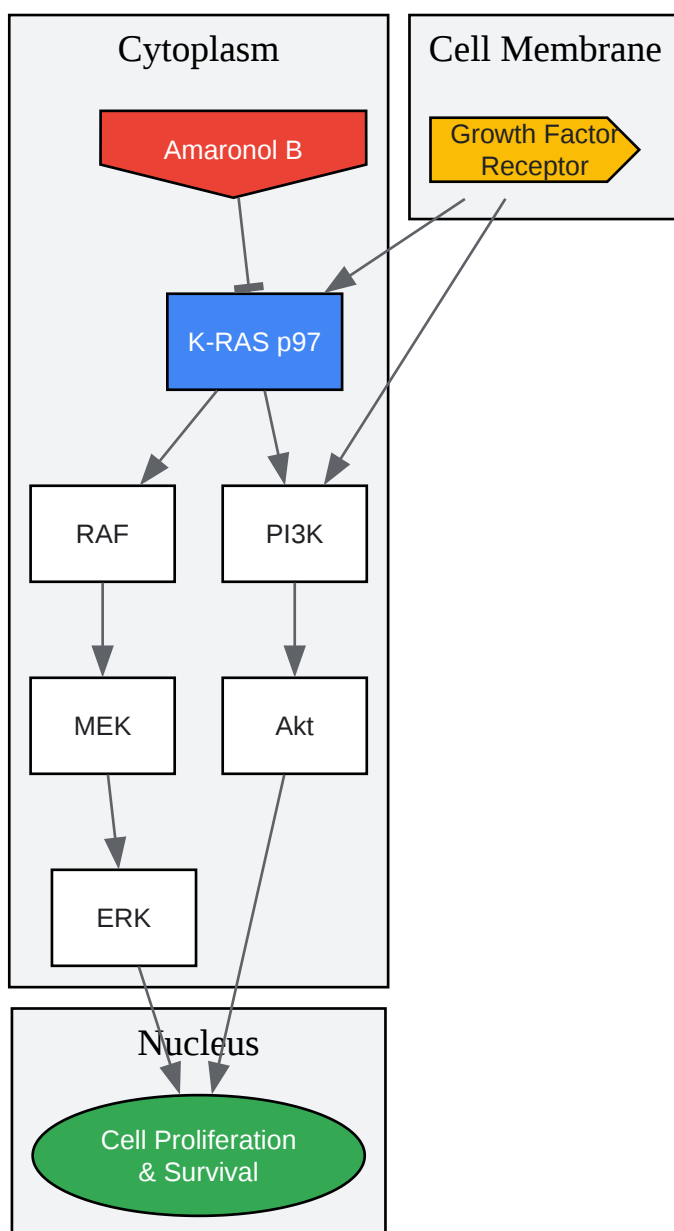 Cytoplasm
Cell Membrane
Amaronol B
Growth Factor
Receptor
K-RAS p97
RAF
PI3K
MEK
Akt
ERK
Nucleus
Cell Proliferation
& Survival